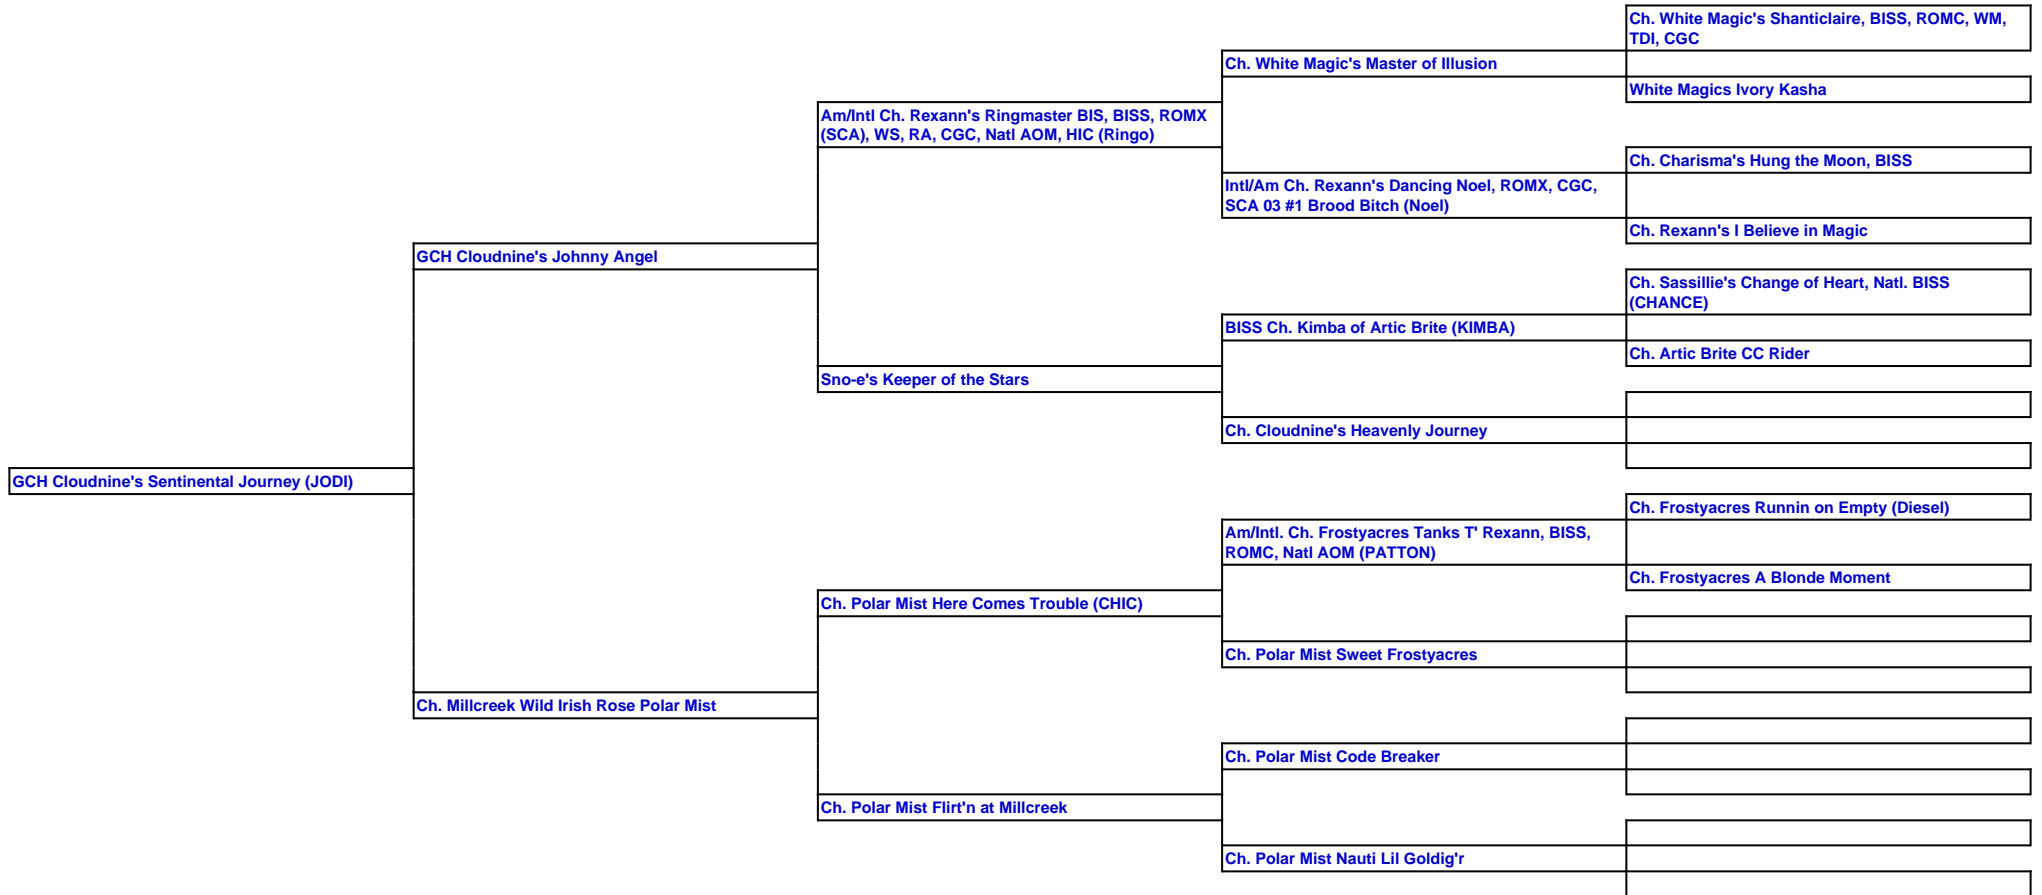 Ch. White Magic's Shanticlaire, BISS, ROMC, WM,
TDI, CGC
Ch. White Magic's Master of Illusion
White Magics Ivory Kasha
Am/Intl Ch. Rexann's Ringmaster BIS, BISS, ROMX
(SCA), WS, RA, CGC, Natl AOM, HIC (Ringo)
Ch. Charisma's Hung the Moon, BISS
Intl/Am Ch. Rexann's Dancing Noel, ROMX, CGC,
SCA 03 #1 Brood Bitch (Noel)
Ch. Rexann's I Believe in Magic
GCH Cloudnine's Johnny Angel
Ch. Sassillie's Change of Heart, Natl. BISS
(CHANCE)
BISS Ch. Kimba of Artic Brite (KIMBA)
Ch. Artic Brite CC Rider
Sno-e's Keeper of the Stars
Ch. Cloudnine's Heavenly Journey
GCH Cloudnine's Sentinental Journey (JODI)
Ch. Frostyacres Runnin on Empty (Diesel)
Am/Intl. Ch. Frostyacres Tanks T' Rexann, BISS,
ROMC, Natl AOM (PATTON)
Ch. Frostyacres A Blonde Moment
Ch. Polar Mist Here Comes Trouble (CHIC)
Ch. Polar Mist Sweet Frostyacres
Ch. Millcreek Wild Irish Rose Polar Mist
Ch. Polar Mist Code Breaker
Ch. Polar Mist Flirt'n at Millcreek
Ch. Polar Mist Nauti Lil Goldig'r